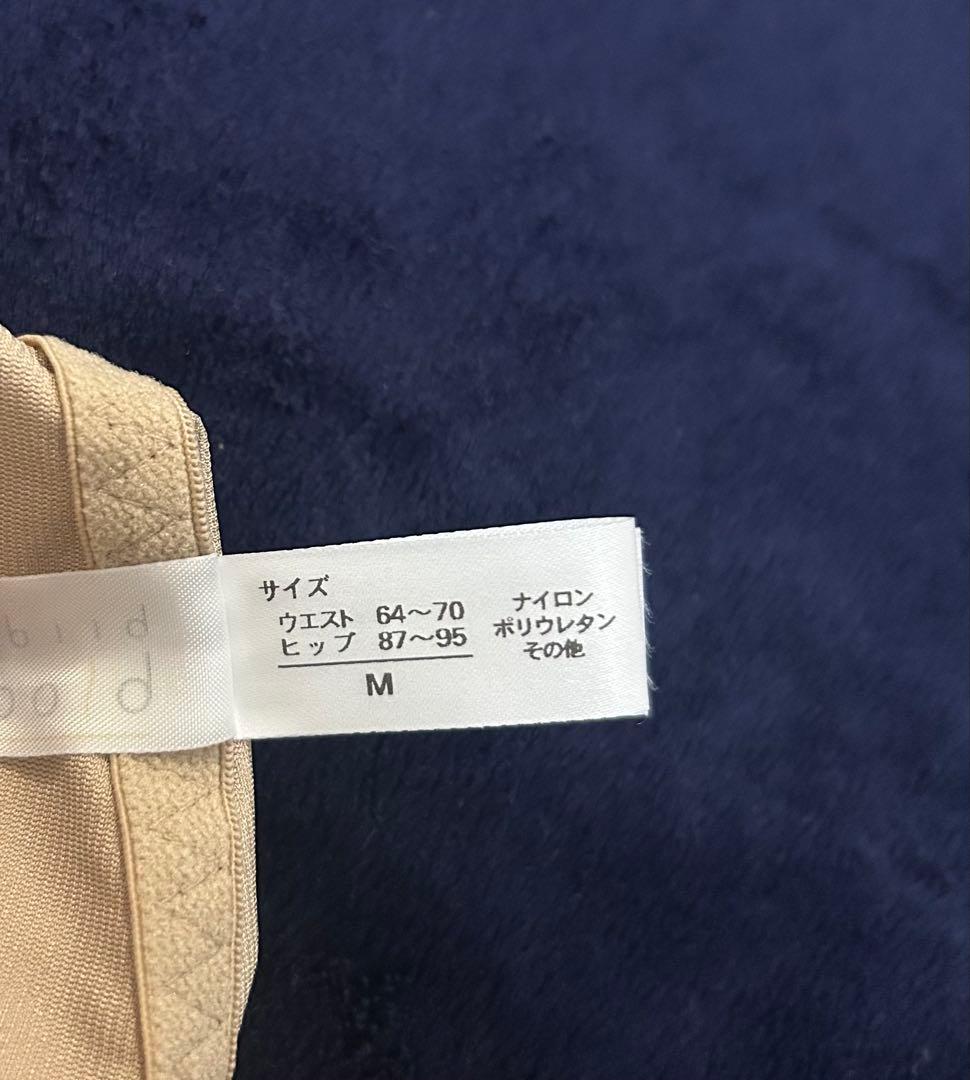 サイズ
ウエスト 64～70
ヒップ 87～95
M
ナイロン
ポリウレタン
その他